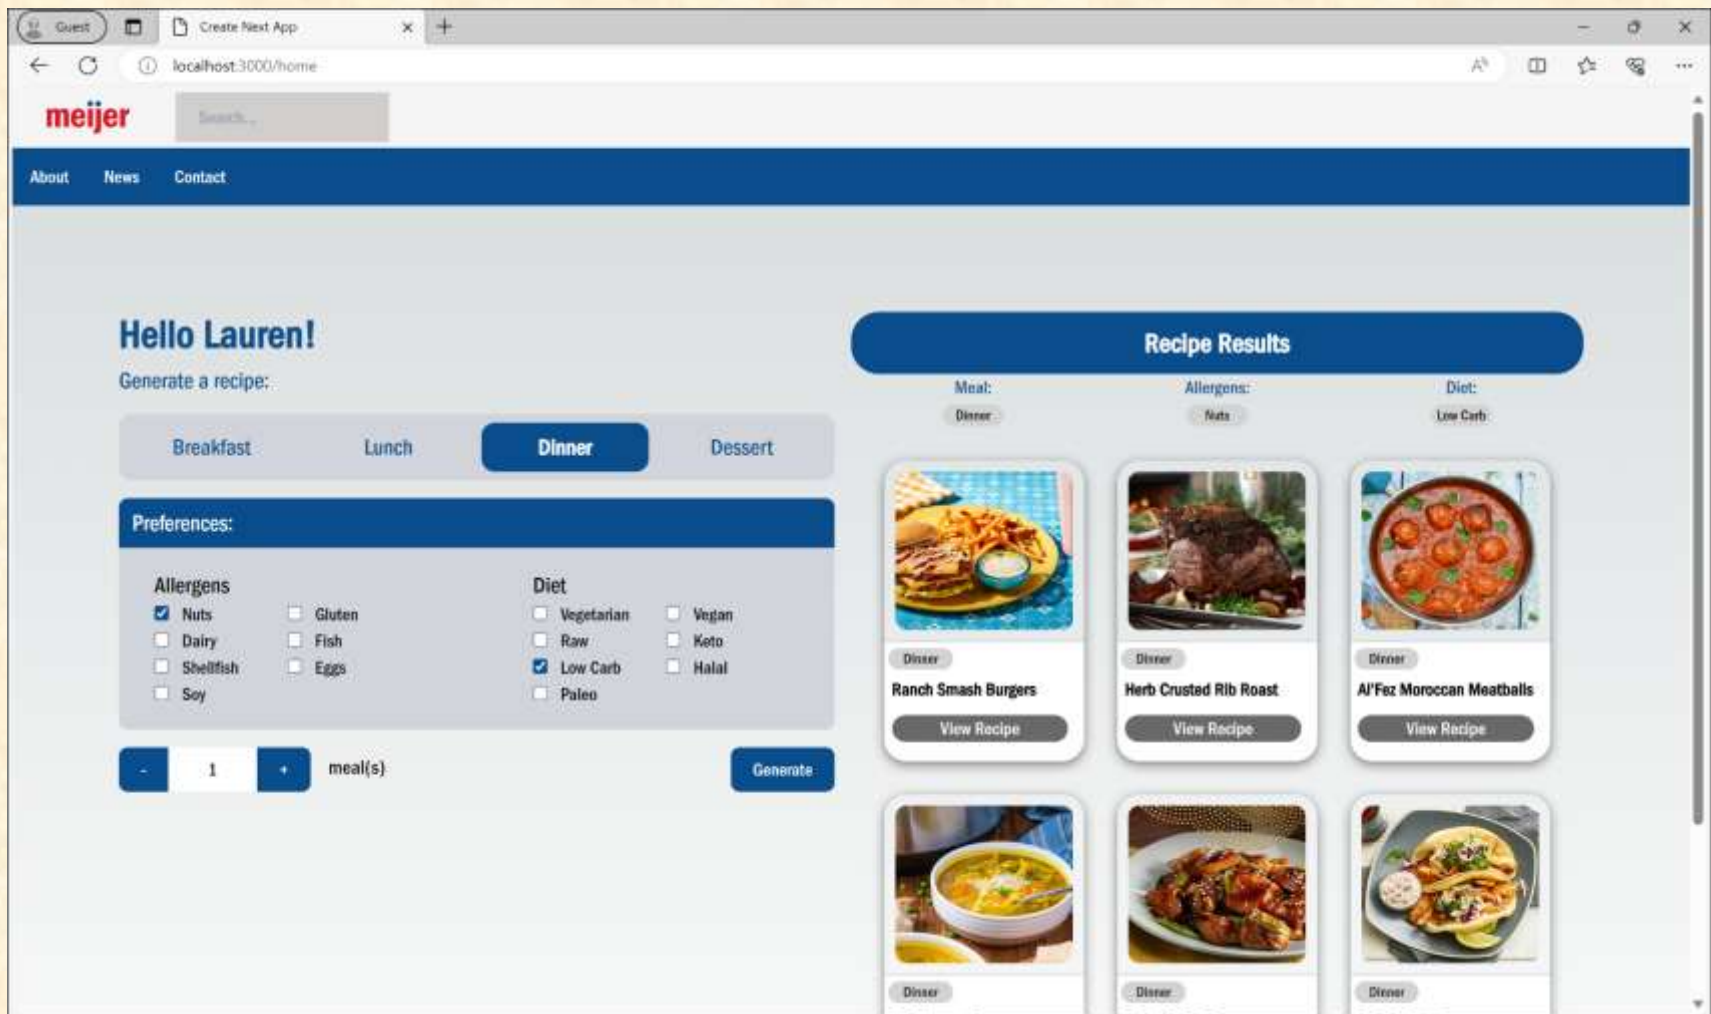 Guest
Create Next App
localhost:3000/home
meijer
Search...
About News Contact
Hello Lauren!
Generate a recipe:
Breakfast Lunch Dinner Dessert
Preferences:
Allergens
Nuts Gluten
Dairy Fish
Shellfish Eggs
Soy
Diet
Vegetarian Vegan
Raw Keto
Low Carb Halal
Paleo
- 1 + meal(s)
Generate
Recipe Results
Meal: Allergens: Diet:
Dinner Nuts Low Carb
Dinner Dinner Dinner
Ranch Smash Burgers Herb Crusted Rib Roast Al'Fez Moroccan Meatballs
View Recipe View Recipe View Recipe
Dinner Dinner Dinner